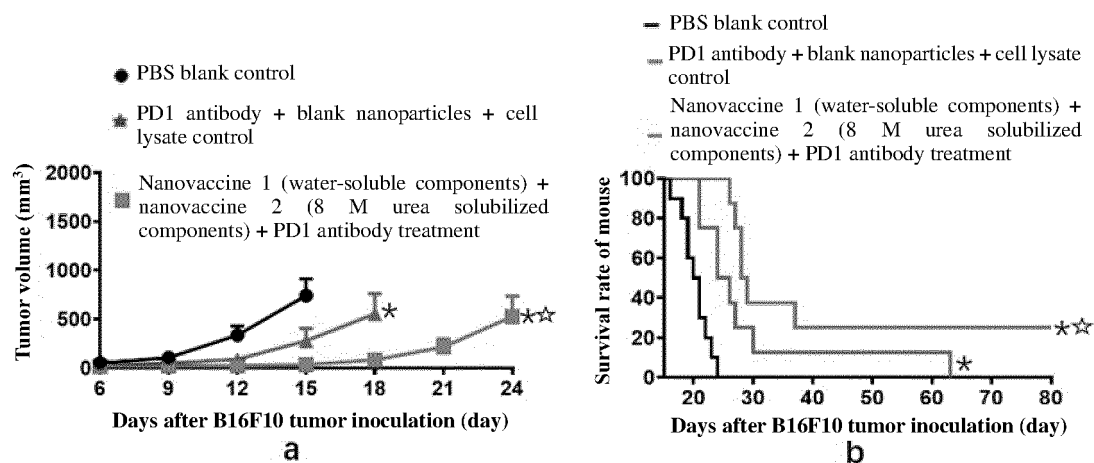 PBS blank control
PD1 antibody + blank nanoparticles + cell
lysate control
Nanovaccine 1 (water-soluble components) +
nanovaccine 2 (8 M urea solubilized
components) + PD1 antibody treatment
Tumor volume (mm³)
2000
1500
1000
500
0
6 9 12 15 18 21 24
Days after B16F10 tumor inoculation (day)
a
PBS blank control
PD1 antibody + blank nanoparticles + cell lysate
control
Nanovaccine 1 (water-soluble components) +
nanovaccine 2 (8 M urea solubilized
components) + PD1 antibody treatment
Survival rate of mouse
100
80
60
40
20
0
20 30 40 50 60 70 80
*☆
*
*
*☆
Days after B16F10 tumor inoculation (day)
b